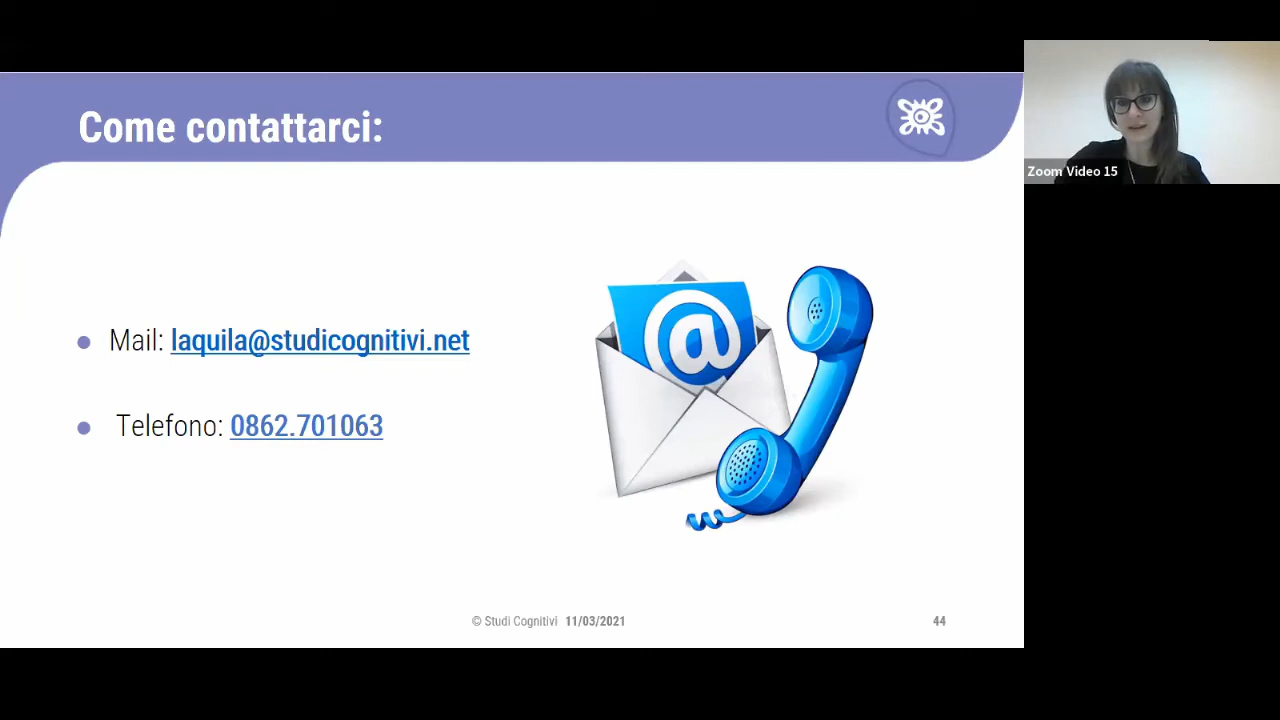 Come contattarci:
Zoom Video 15
Mail: laquila@studicognitivi.net
Telefono: 0862.701063
© Studi Cognitivi 11/03/2021
44